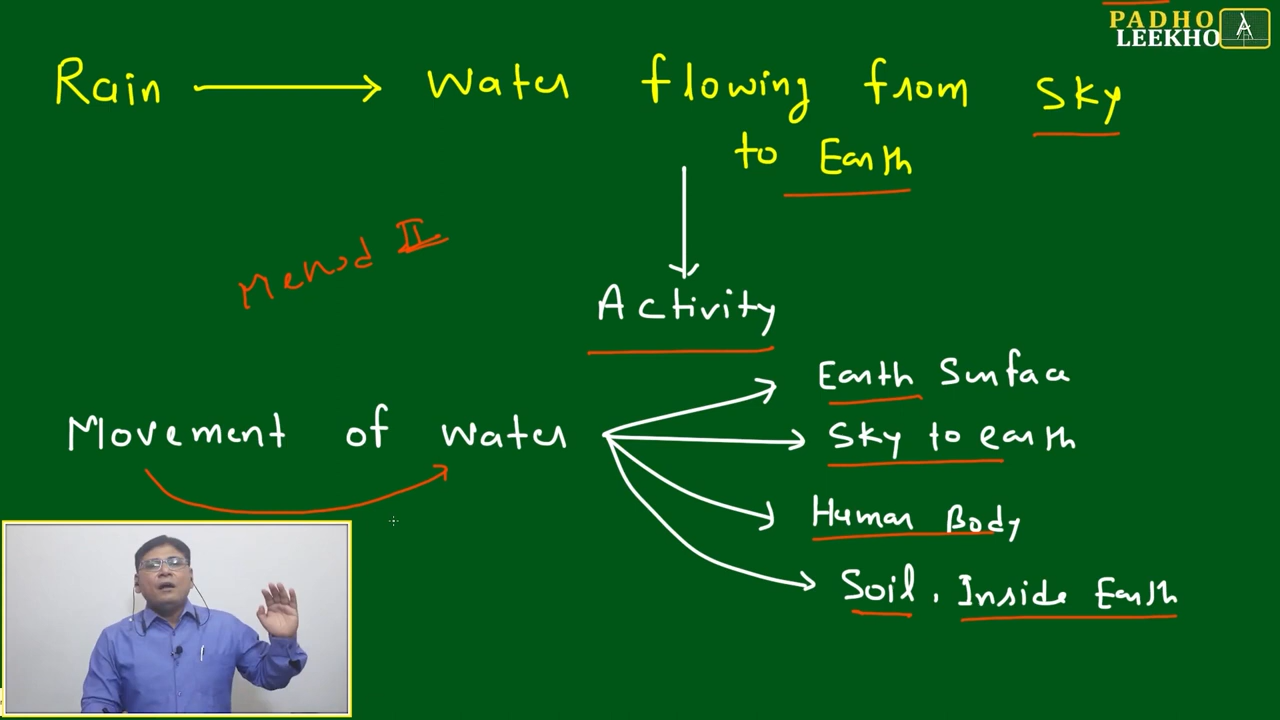 PADHO
LEEKHO
Rain → Water flowing from Sky
to Earth
Method II
Activity
Earth Surface
Movement of water
Sky to earth
Human Body
Soil, Inside Earth